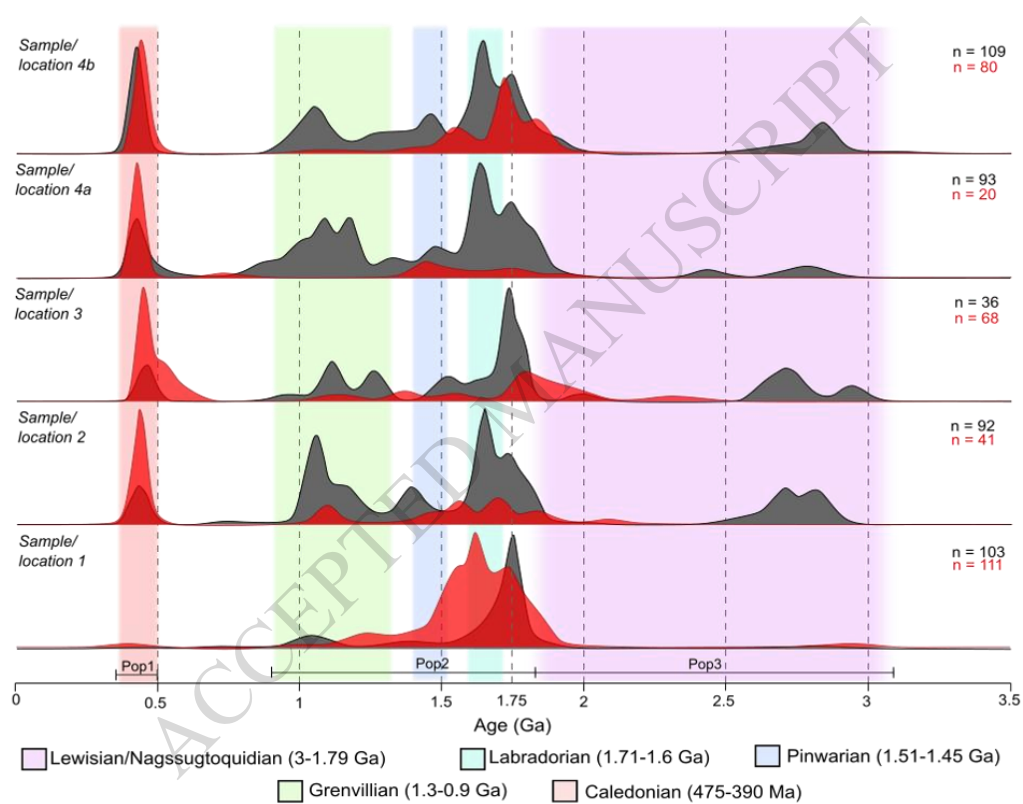 Sample/
location 4b
n = 109
n = 80
Sample/
location 4a
n = 93
n = 20
Sample/
location 3
n = 36
n = 68
Sample/
location 2
n = 92
n = 41
Sample/
location 1
n = 103
n = 111
ACCEPTED MANUSCRIPT
Pop1 Pop2 Pop3
0 0.5 1 1.5 1.75 2 2.5 3 3.5
Age (Ga)
Lewisian/Nagssugtoquidian (3-1.79 Ga) Labradorian (1.71-1.6 Ga) Pinwarian (1.51-1.45 Ga)
Grenvillian (1.3-0.9 Ga) Caledonian (475-390 Ma)